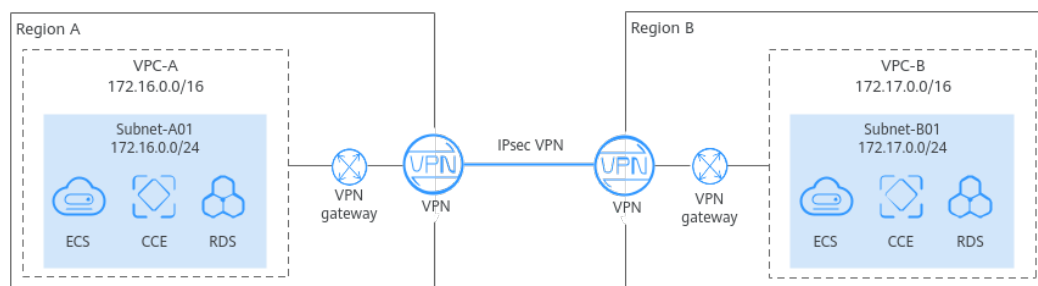 Region A
VPC-A
172.16.0.0/16
Subnet-A01
172.16.0.0/24
ECS
CCE
RDS
VPN
gateway
VPN
VPN
IPsec VPN
Region B
VPN
VPN
VPN
gateway
VPC-B
172.17.0.0/16
Subnet-B01
172.17.0.0/24
ECS
CCE
RDS